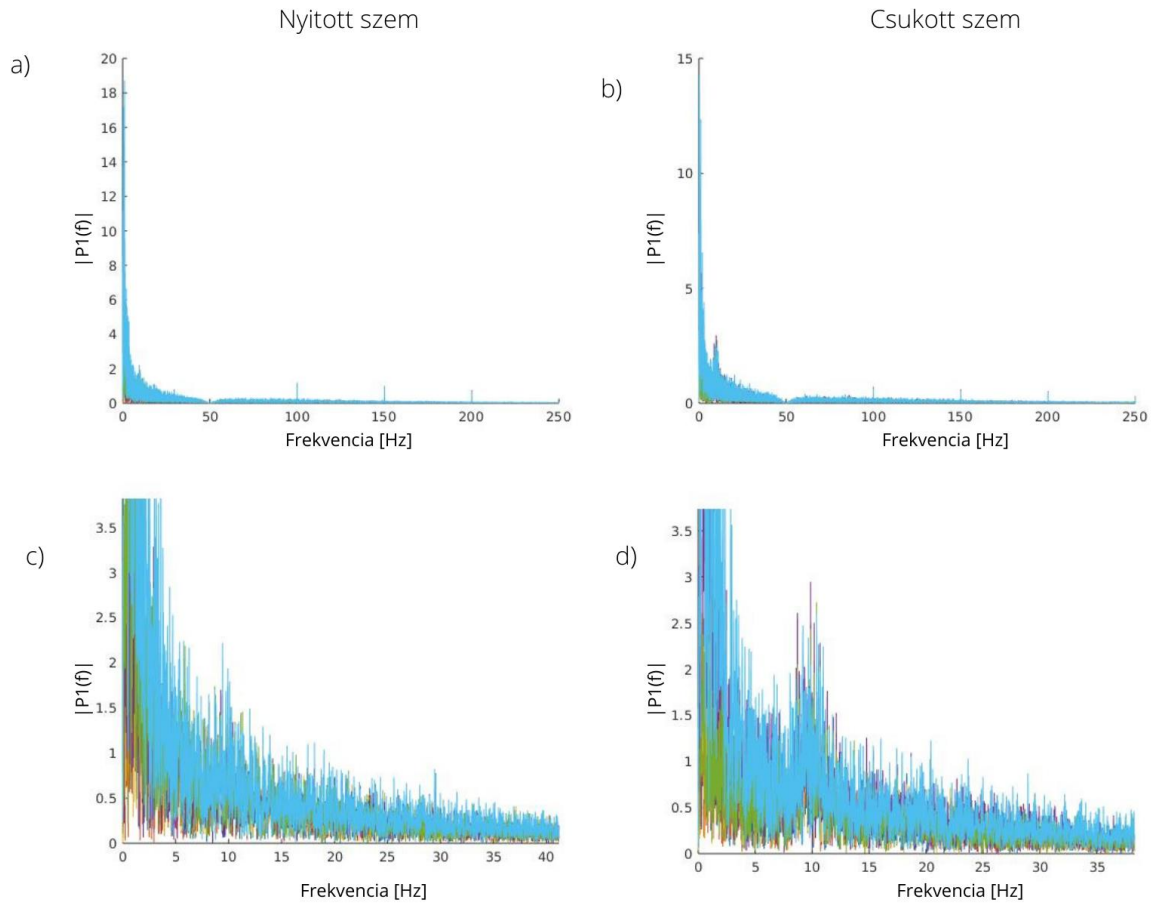 Nyitott szem
Csukott szem
a)
20
18
16
14
12
10
8
6
4
2
0
|P1(f)|
0 50 100 150 200 250
Frekvencia [Hz]
b)
15
10
5
0
|P1(f)|
0 50 100 150 200 250
Frekvencia [Hz]
c)
3.5
3
2.5
2
1.5
1
0.5
0
|P1(f)|
0 5 10 15 20 25 30 35 40
Frekvencia [Hz]
d)
3.5
3
2.5
2
1.5
1
0.5
0
|P1(f)|
0 5 10 15 20 25 30 35
Frekvencia [Hz]